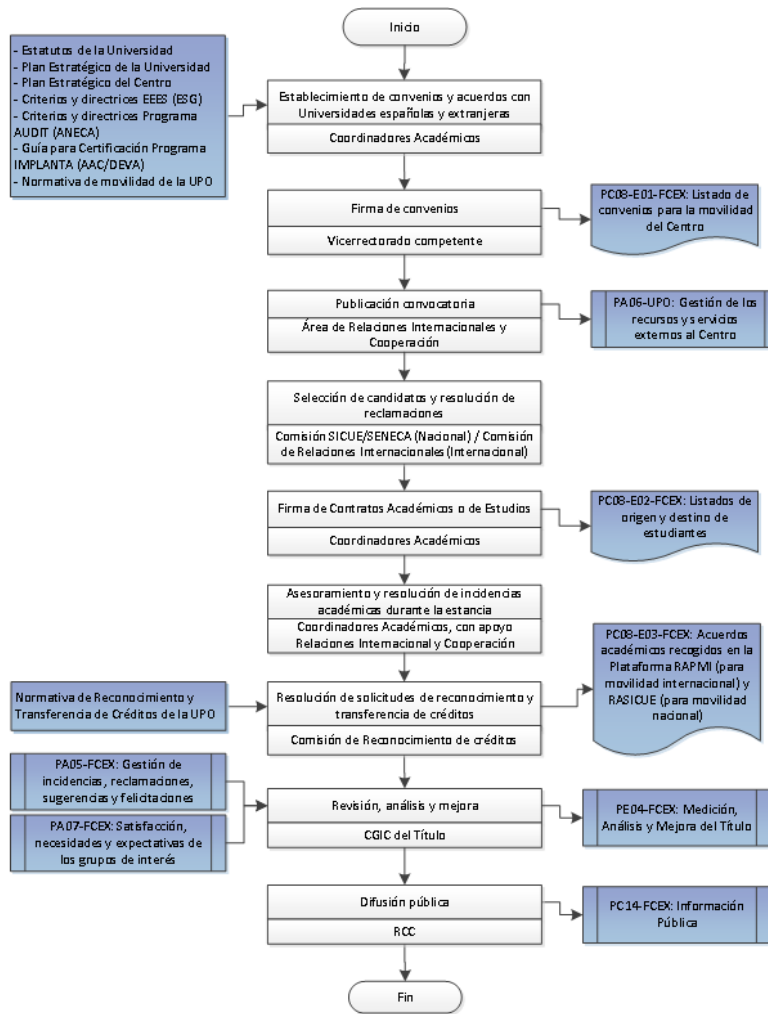 Inicio
- Estatutos de la Universidad
- Plan Estratégico de la Universidad
- Plan Estratégico del Centro
- Criterios y directrices EEES (ESG)
- Criterios y directrices Programa
AUDIT (ANECA)
- Guía para Certificación Programa
IMPLANTA (AAC/DEVA)
- Normativa de movilidad de la UPO
Establecimiento de convenios y acuerdos con
Universidades españolas y extranjeras
Coordinadores Académicos
Firma de convenios
Vicerrectorado competente
PC08-E01-FCEX: Listado de
convenios para la movilidad
del Centro
Publicación convocatoria
Área de Relaciones Internacionales y
Cooperación
PA06-UPO: Gestión de los
recursos y servicios
externos al Centro
Selección de candidatos y resolución de
reclamaciones
Comisión SICUE/SENECA (Nacional) / Comisión
de Relaciones Internacionales (Internacional)
Firma de Contratos Académicos o de Estudios
Coordinadores Académicos
PC08-E02-FCEX: Listados de
origen y destino de
estudiantes
Asesoramiento y resolución de incidencias
académicas durante la estancia
Coordinadores Académicos, con apoyo
Relaciones Internacional y Cooperación
PC08-E03-FCEX: Acuerdos
académicos recogidos en la
Plataforma RAPMI (para
movilidad internacional) y
RASICUE (para movilidad
nacional)
Normativa de Reconocimiento y
Transferencia de Créditos de la UPO
Resolución de solicitudes de reconocimiento y
transferencia de créditos
Comisión de Reconocimiento de créditos
PA05-FCEX: Gestión de
incidencias, reclamaciones,
sugerencias y felicitaciones
PA07-FCEX: Satisfacción,
necesidades y expectativas de
los grupos de interés
Revisión, análisis y mejora
CGIC del Título
PE04-FCEX: Medición,
Análisis y Mejora del Título
Difusión pública
RCC
PC14-FCEX: Información
Pública
Fin